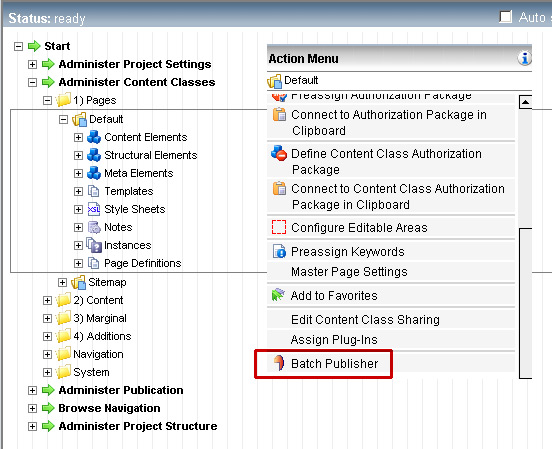 Status: ready
Auto
Start
Administer Project Settings
Administer Content Classes
1) Pages
Default
Content Elements
Structural Elements
Meta Elements
Templates
Style Sheets
Notes
Instances
Page Definitions
Sitemap
2) Content
3) Marginal
4) Additions
Navigation
System
Administer Publication
Browse Navigation
Administer Project Structure
Action Menu
Default
Preassign Authorization Package
Connect to Authorization Package in
Clipboard
Define Content Class Authorization
Package
Connect to Content Class Authorization
Package in Clipboard
Configure Editable Areas
Preassign Keywords
Master Page Settings
Add to Favorites
Edit Content Class Sharing
Assign Plug-Ins
Batch Publisher